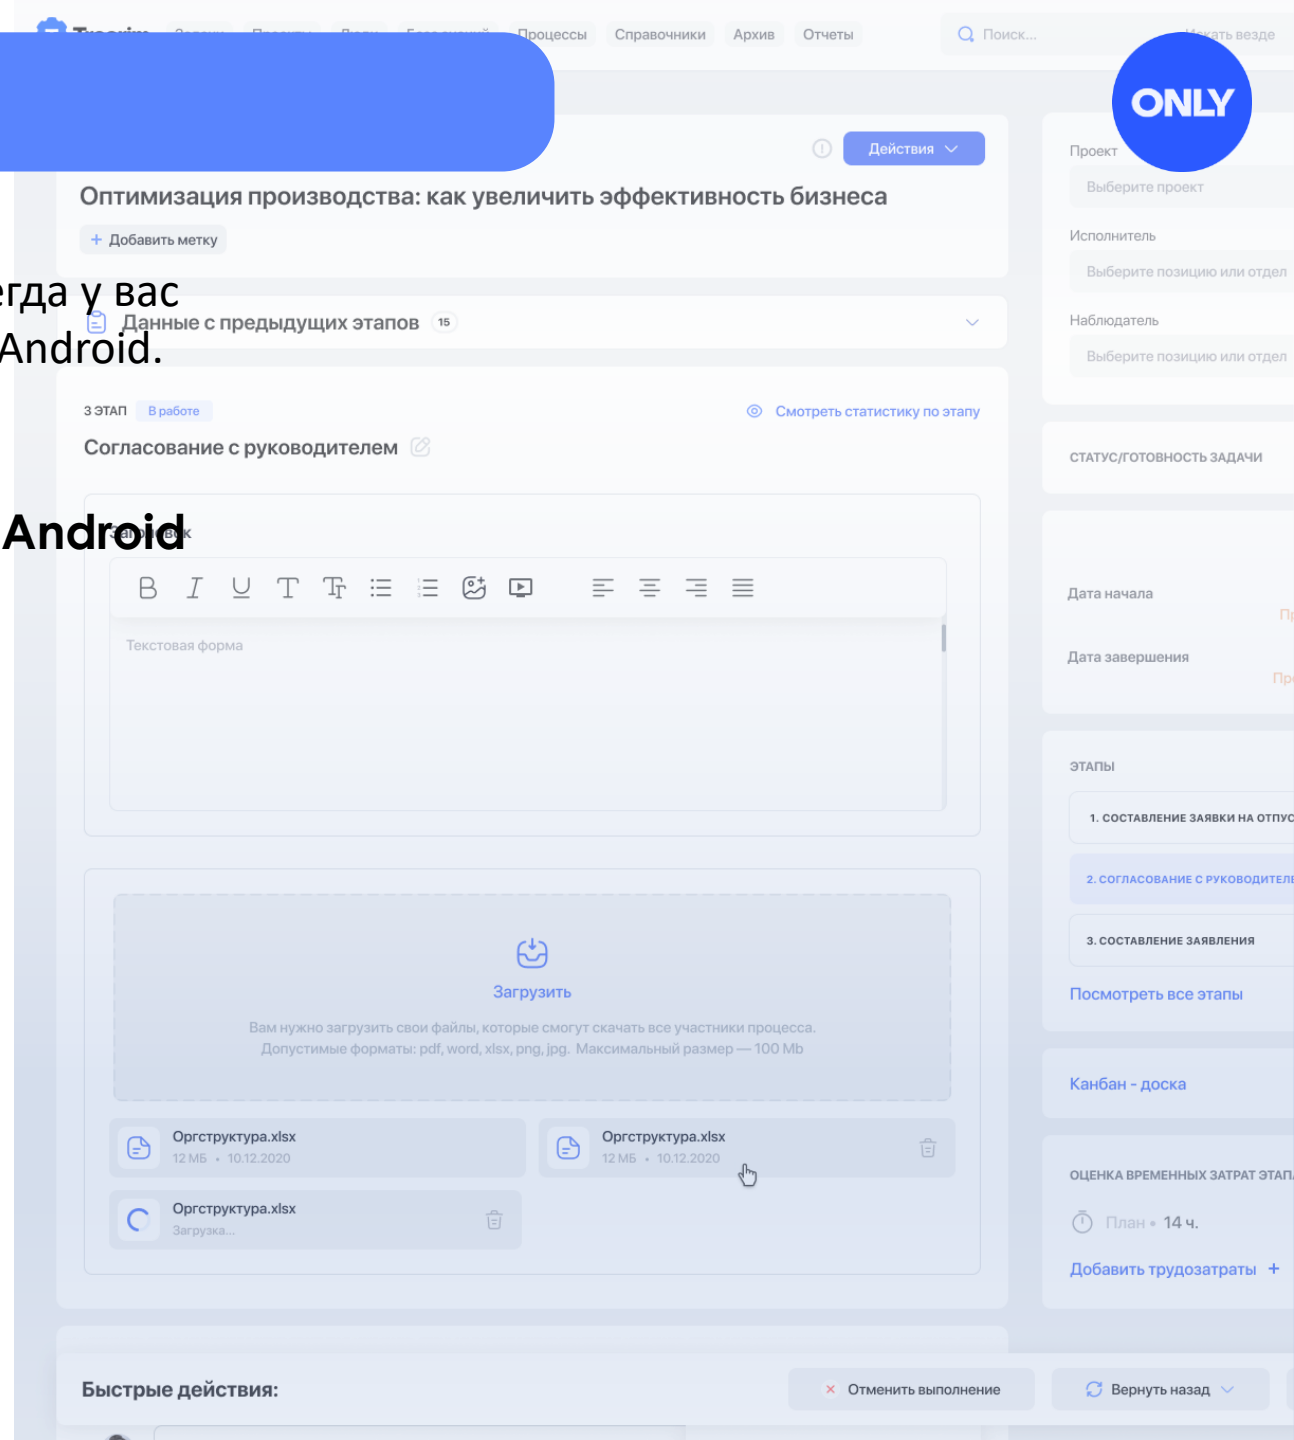 Процессы Справочники Архив Отчеты Поиск... Искать везде
ONLY
Действия
Оптимизация производства: как увеличить эффективность бизнеса
+ Добавить метку
у вас
Данные с предыдущих этапов 15
Android.
3 ЭТАП В работе Смотреть статистику по этапу
Согласование с руководителем
Android
Заголовок
B I U T Tт
Текстовая форма
Загрузить
Вам нужно загрузить свои файлы, которые смогут скачать все участники процесса.
Допустимые форматы: pdf, word, xlsx, png, jpg. Максимальный размер — 100 Mb
Оргструктура.xlsx
12 МБ • 10.12.2020
Оргструктура.xlsx
12 МБ • 10.12.2020
Оргструктура.xlsx
Загрузка...
Проект
Выберите проект
Исполнитель
Выберите позицию или отдел
Наблюдатель
Выберите позицию или отдел
СТАТУС/ГОТОВНОСТЬ ЗАДАЧИ
Дата начала
Дата завершения
ЭТАПЫ
1. СОСТАВЛЕНИЕ ЗАЯВКИ НА ОТПУС
2. СОГЛАСОВАНИЕ С РУКОВОДИТЕЛЕ
3. СОСТАВЛЕНИЕ ЗАЯВЛЕНИЯ
Посмотреть все этапы
Канбан - доска
ОЦЕНКА ВРЕМЕННЫХ ЗАТРАТ ЭТАПА
План • 14 ч.
Добавить трудозатраты +
Быстрые действия: × Отменить выполнение Вернуть назад